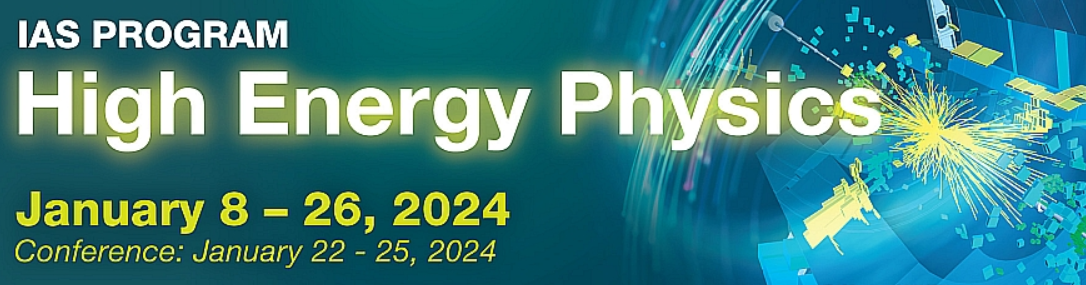 IAS PROGRAM
High Energy Physics
January 8 – 26, 2024
Conference: January 22 - 25, 2024